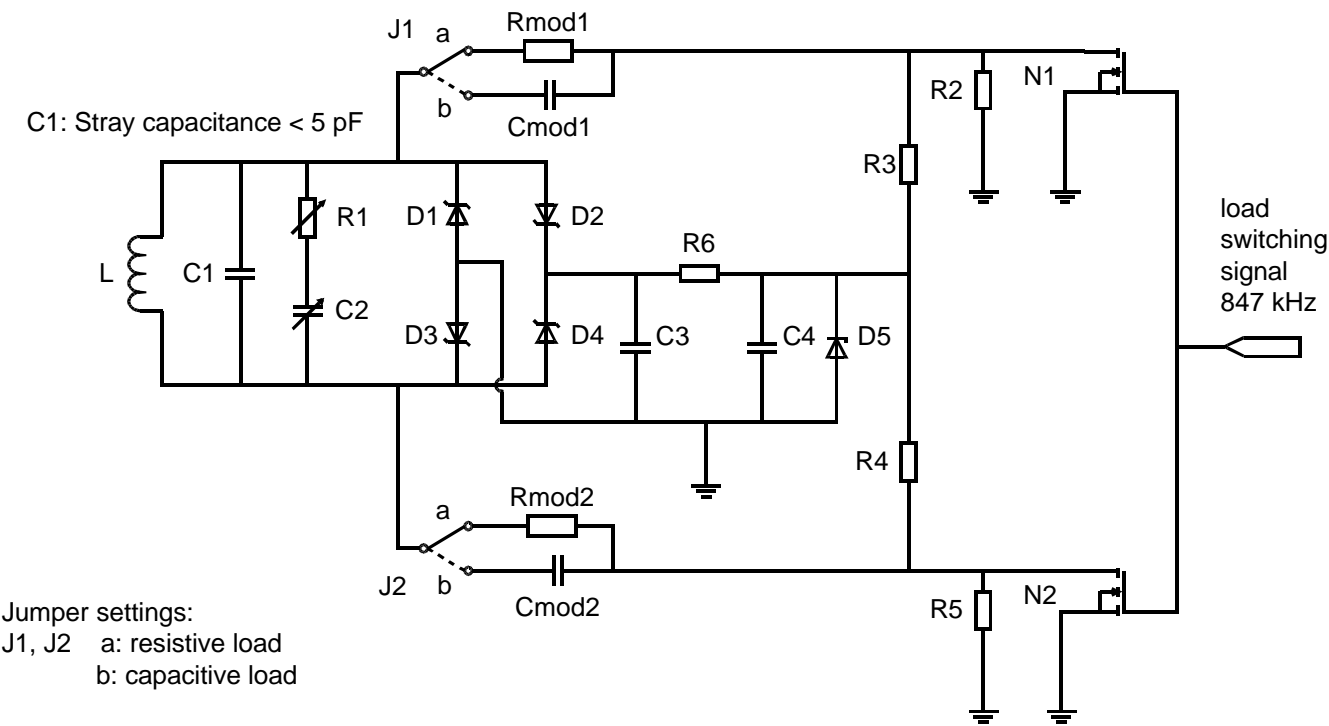 J1
a
Rmod1
b
Cmod1
C1: Stray capacitance < 5 pF
R2
N1
R3
L
C1
R1
C2
D1
D2
D3
D4
R6
C3
C4
D5
load
switching
signal
847 kHz
R4
a
Rmod2
J2
b
Cmod2
R5
N2
Jumper settings:
J1, J2 a: resistive load
b: capacitive load